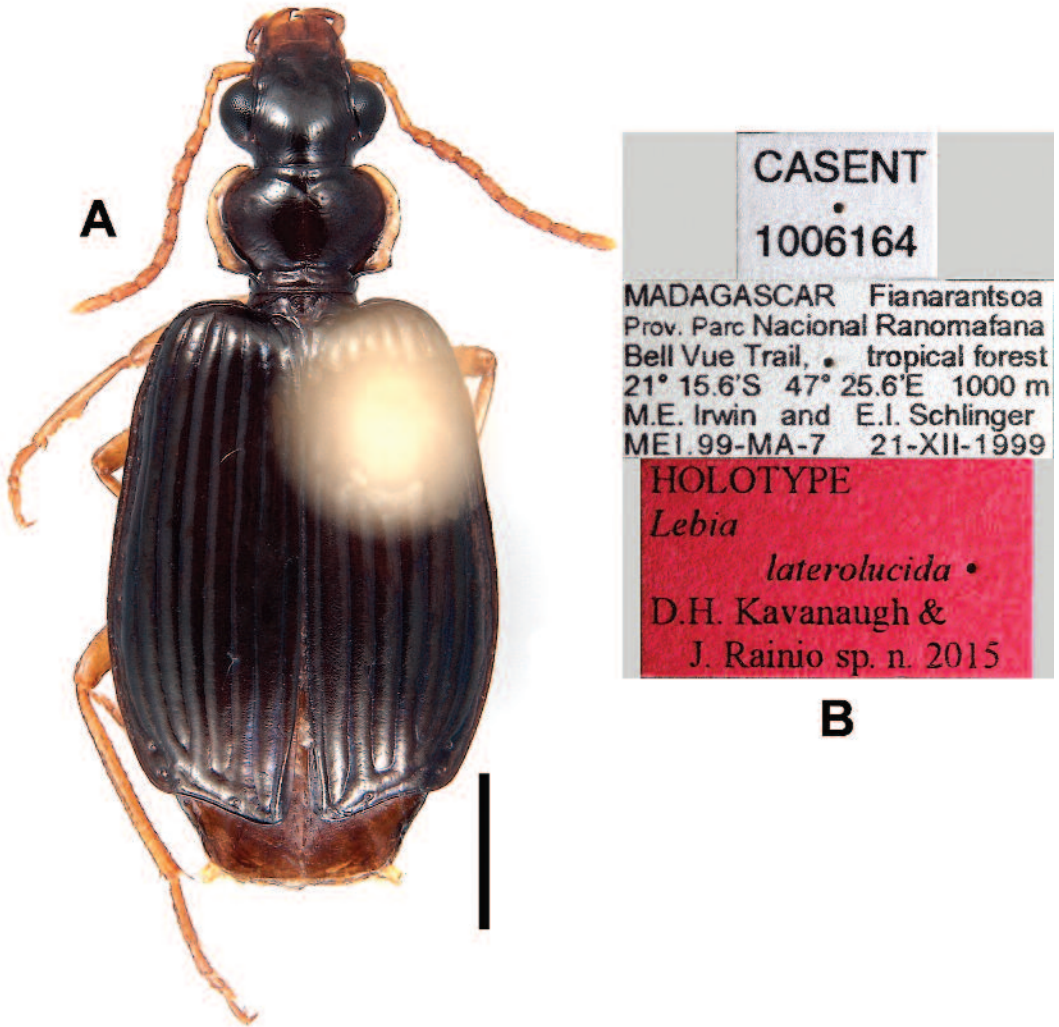 A
CASENT
1006164
MADAGASCAR Fianarantsoa
Prov. Parc Nacional Ranomafana
Bell Vue Trail, tropical forest
21° 15.6'S 47° 25.6'E 1000 m
M.E. Irwin and E.I. Schlinger
MEI.99-MA-7 21-XII-1999
HOLOTYPE
Lebia
laterolucida
D.H. Kavanaugh &
J. Rainio sp. n. 2015
B